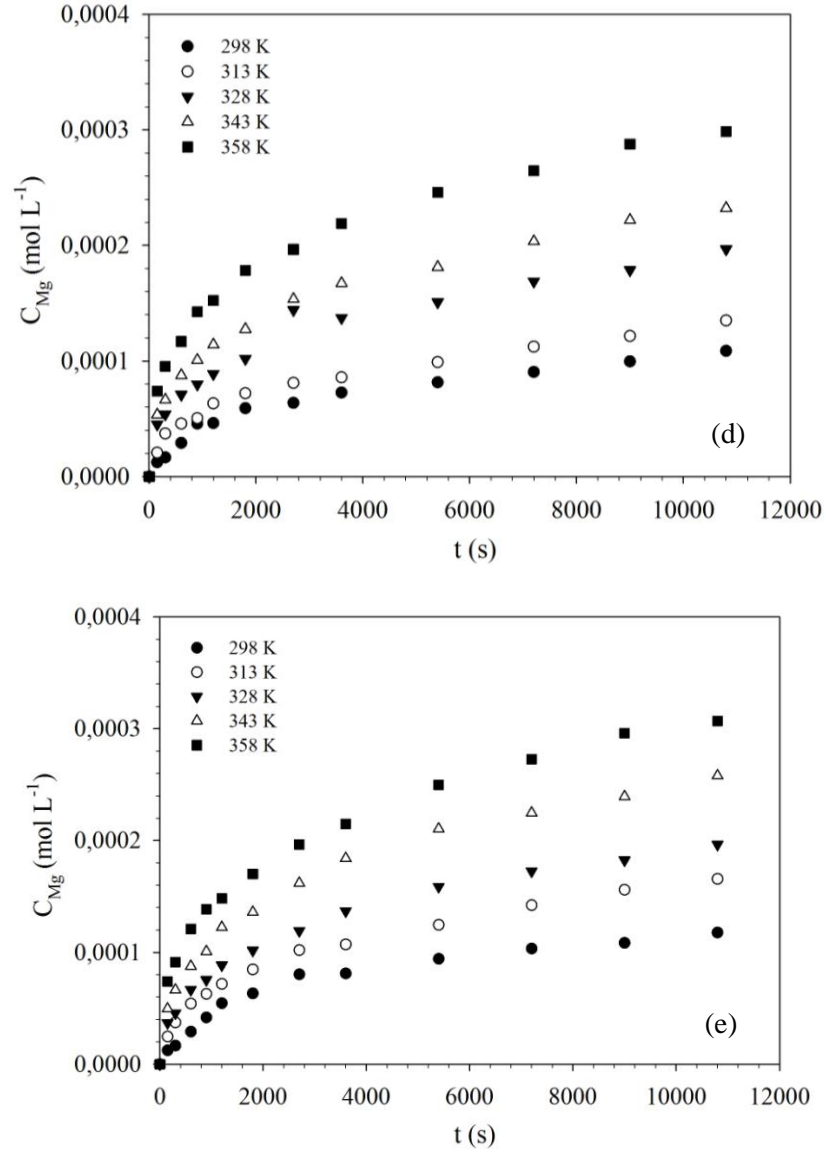 0,0004
298 K
313 K
328 K
343 K
358 K
0,0003
0,0002
0,0001
0,0000
C_Mg (mol L^-1)
(d)
0 2000 4000 6000 8000 10000 12000
t (s)
0,0004
298 K
313 K
328 K
343 K
358 K
0,0003
0,0002
0,0001
0,0000
C_Mg (mol L^-1)
(e)
0 2000 4000 6000 8000 10000 12000
t (s)